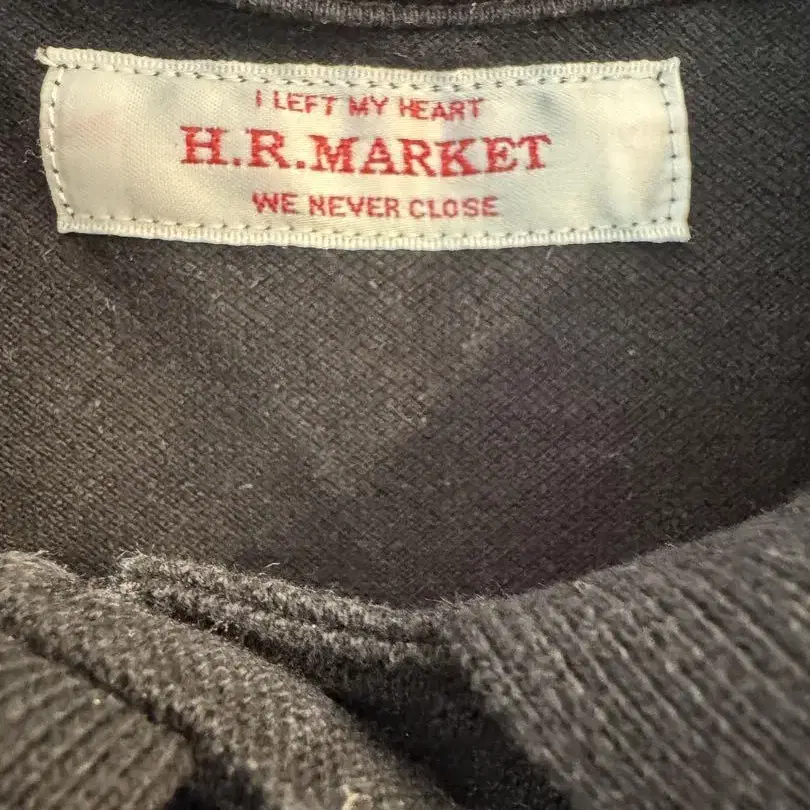 I LEFT MY HEART
H.R.MARKET
WE NEVER CLOSE